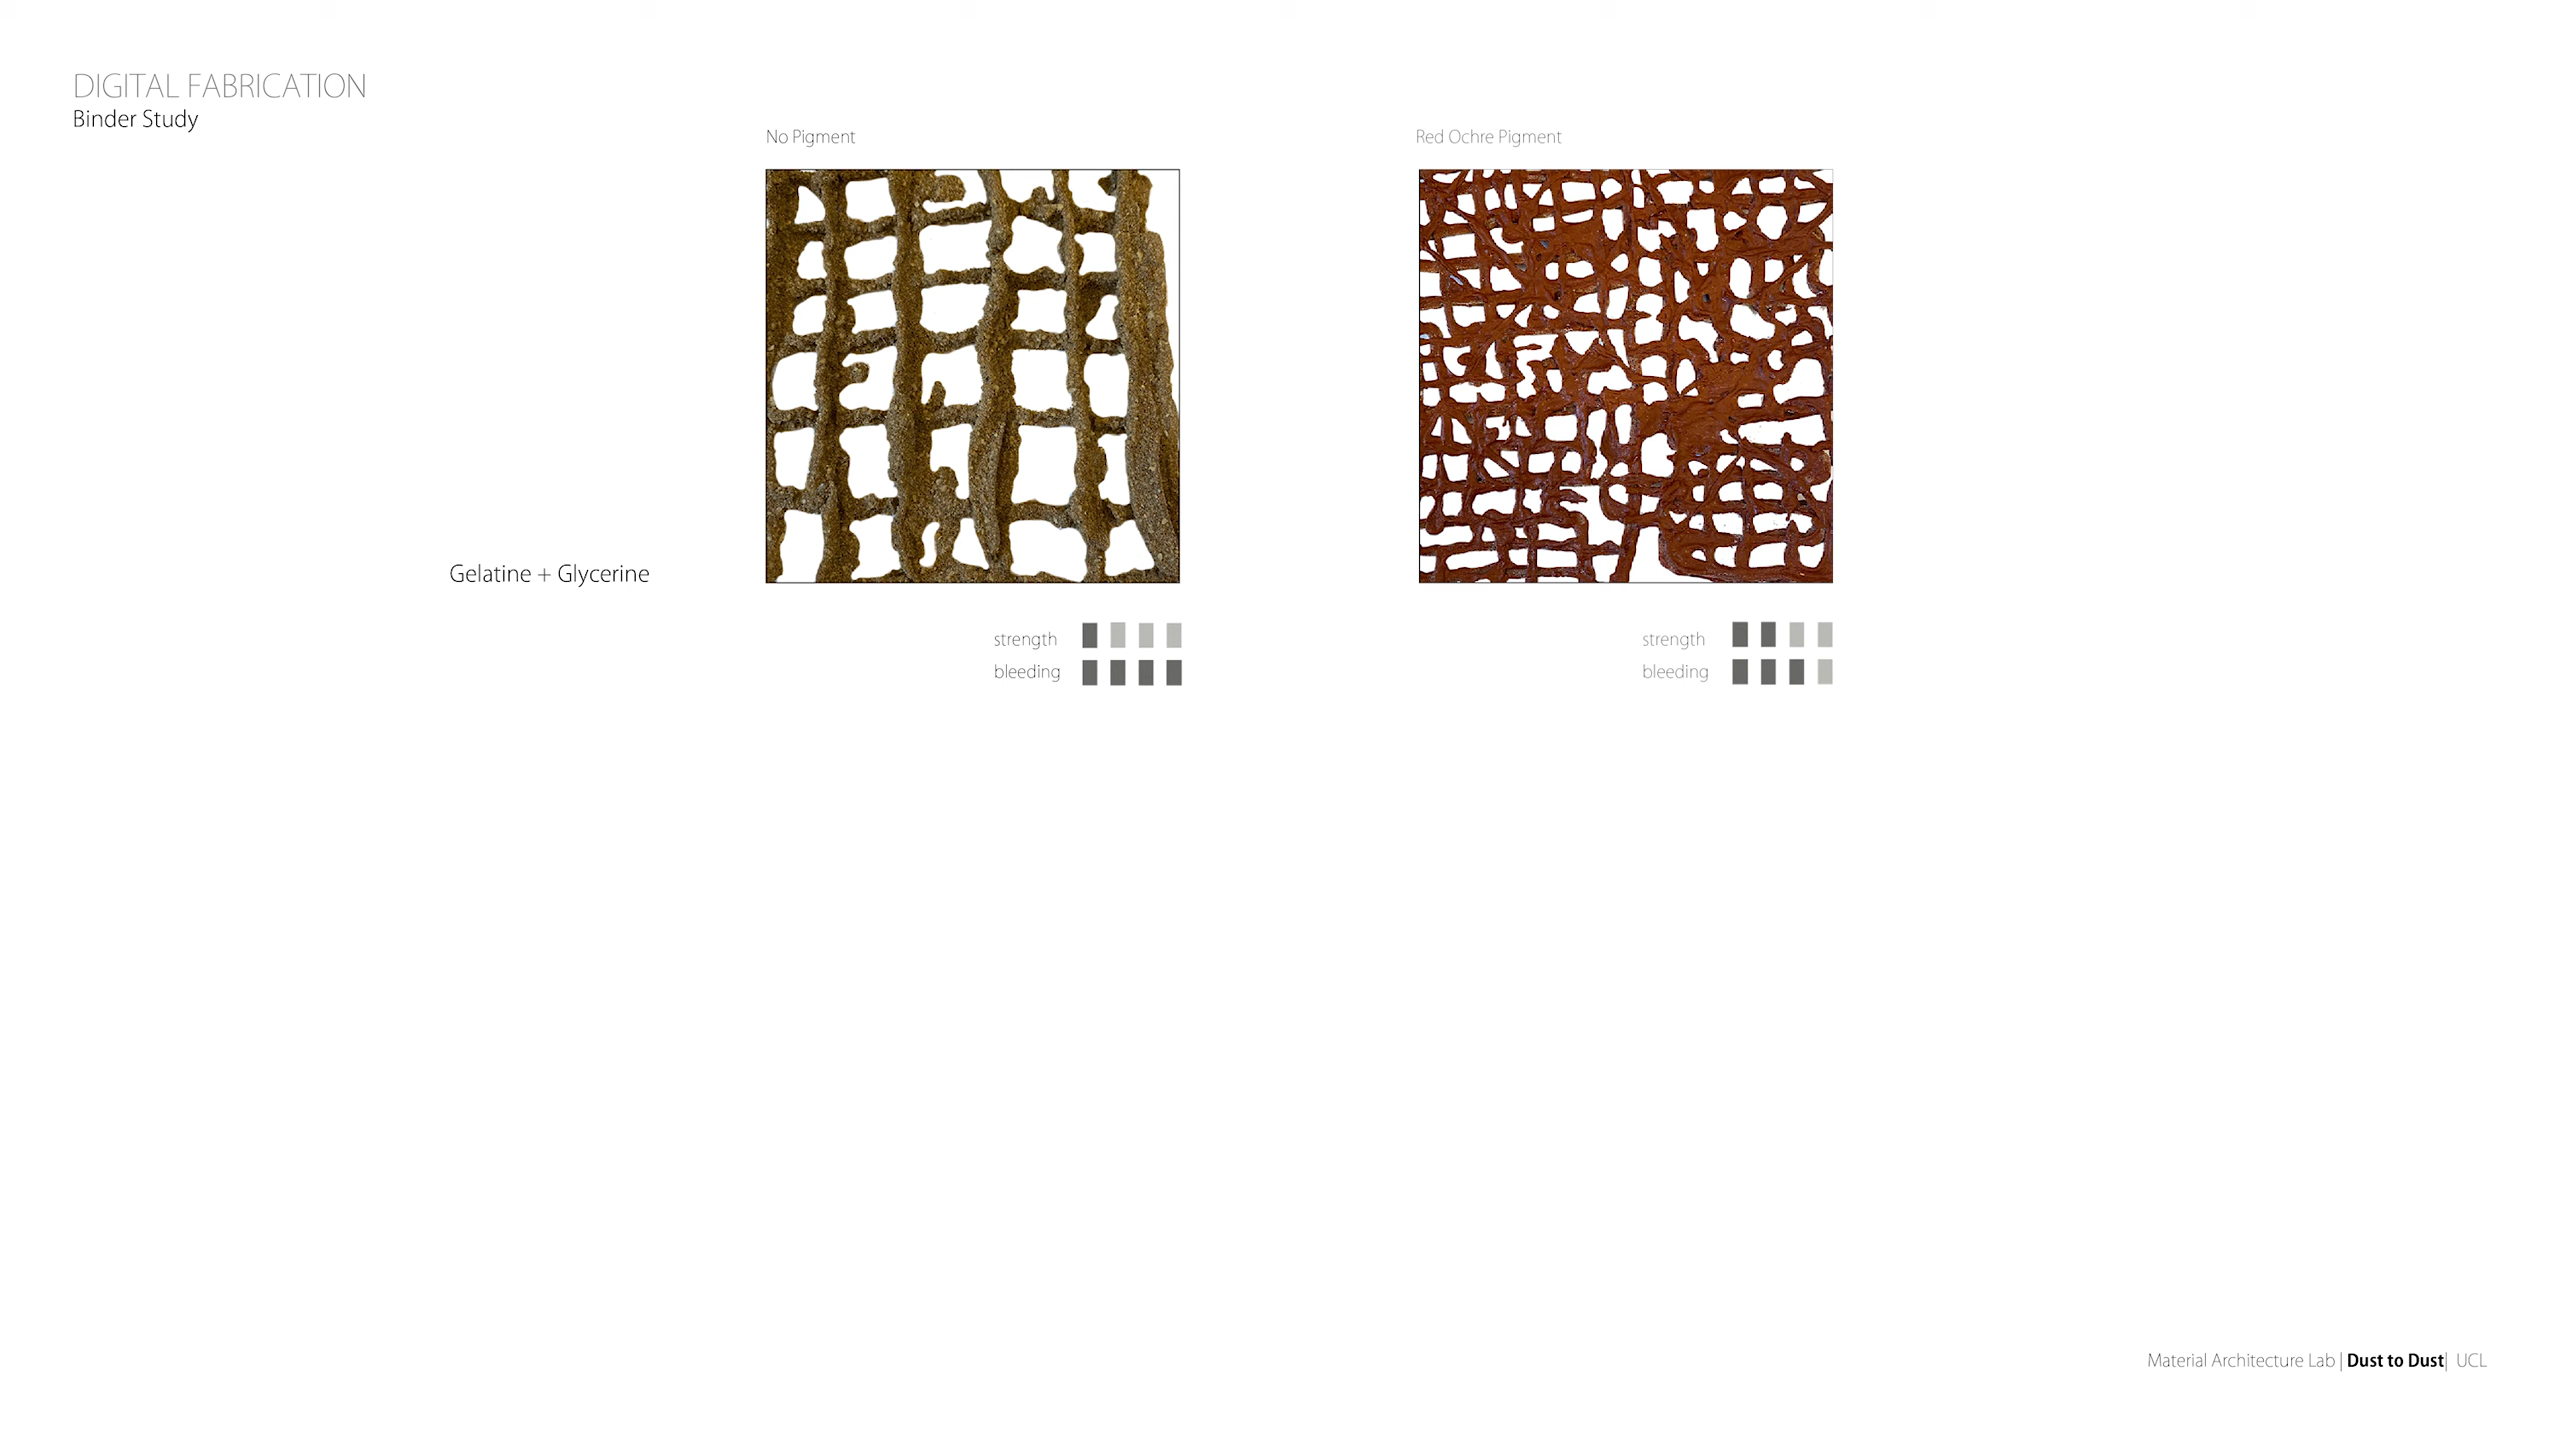 DIGITAL FABRICATION
Binder Study
No Pigment
Red Ochre Pigment
Gelatine + Glycerine
strength
bleeding
strength
bleeding
Material Architecture Lab | Dust to Dust | UCL